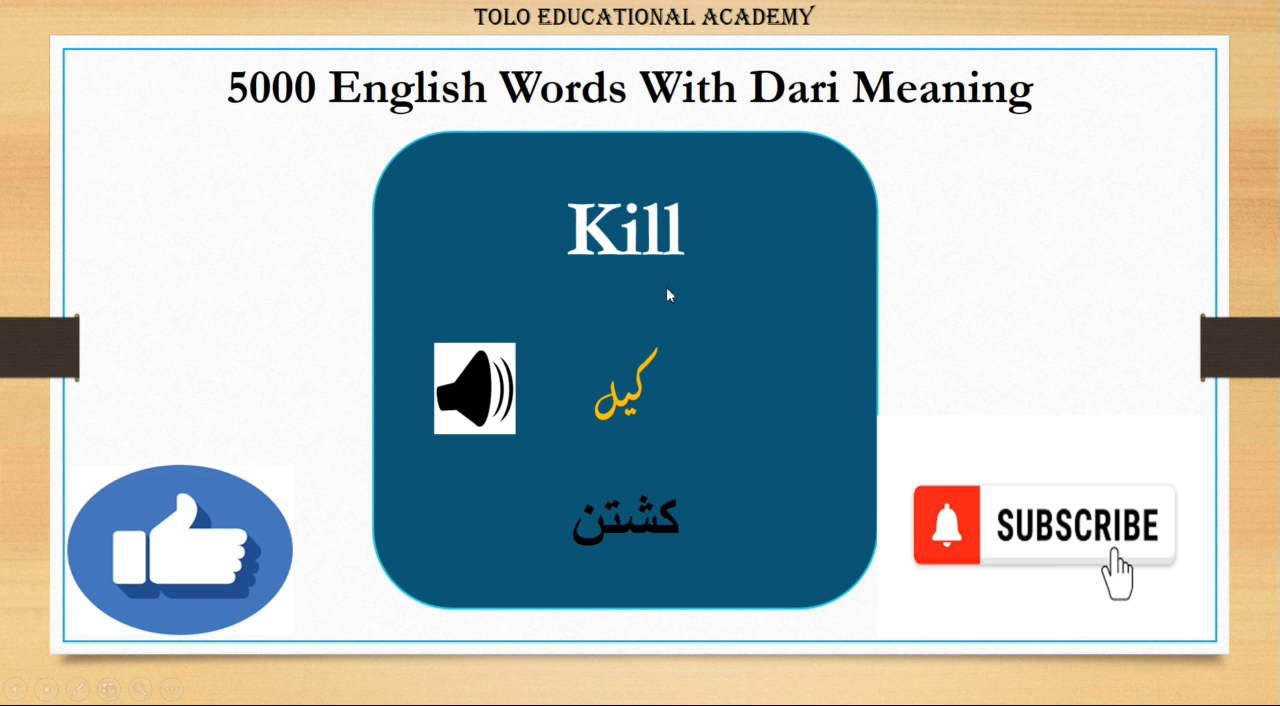 TOLO EDUCATIONAL ACADEMY
5000 English Words With Dari Meaning
Kill
کیل
کشتن
SUBSCRIBE